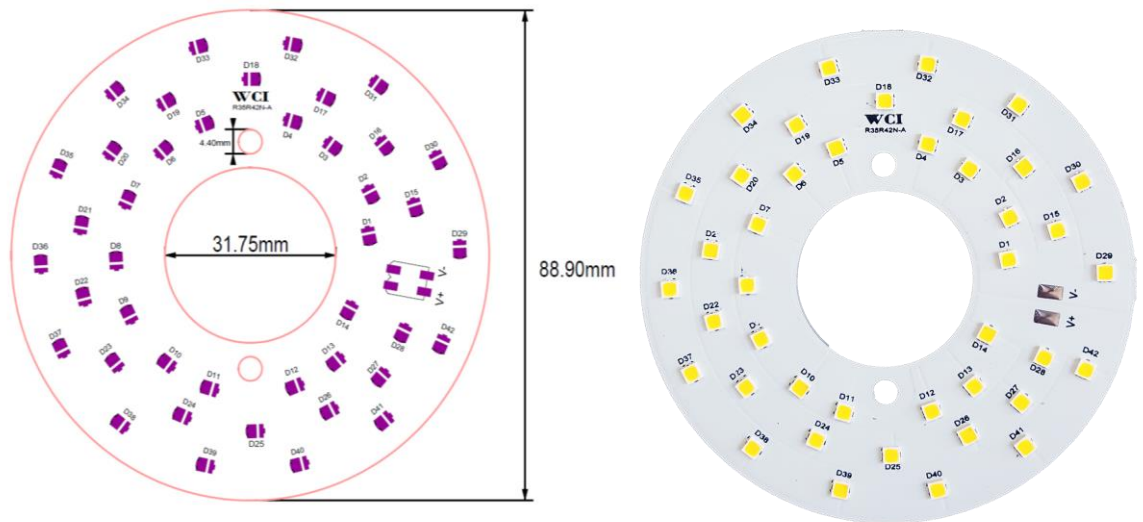 D33
D32
D18
D34
D19
WCI
R35R42N-A
D17
D31
D5
D4
4.40mm
D16
D35
D20
D6
D3
D30
D7
D2
D15
D21
D1
D36
D8
31.75mm
D29
88.90mm
V-
V+
D22
D9
D14
D42
D28
D37
D23
D10
D13
D27
D11
D12
D38
D24
D26
D41
D25
D39
D40
D33
D32
D18
D34
D19
WCI
R35R42N-A
D17
D31
D5
D4
D16
D35
D20
D6
D3
D30
D7
D2
D15
D2
D1
D29
D36
V-
V+
D22
D
D14
D28
D42
D37
D23
D10
D13
D27
D11
D12
D24
D26
D38
D25
D41
D39
D40